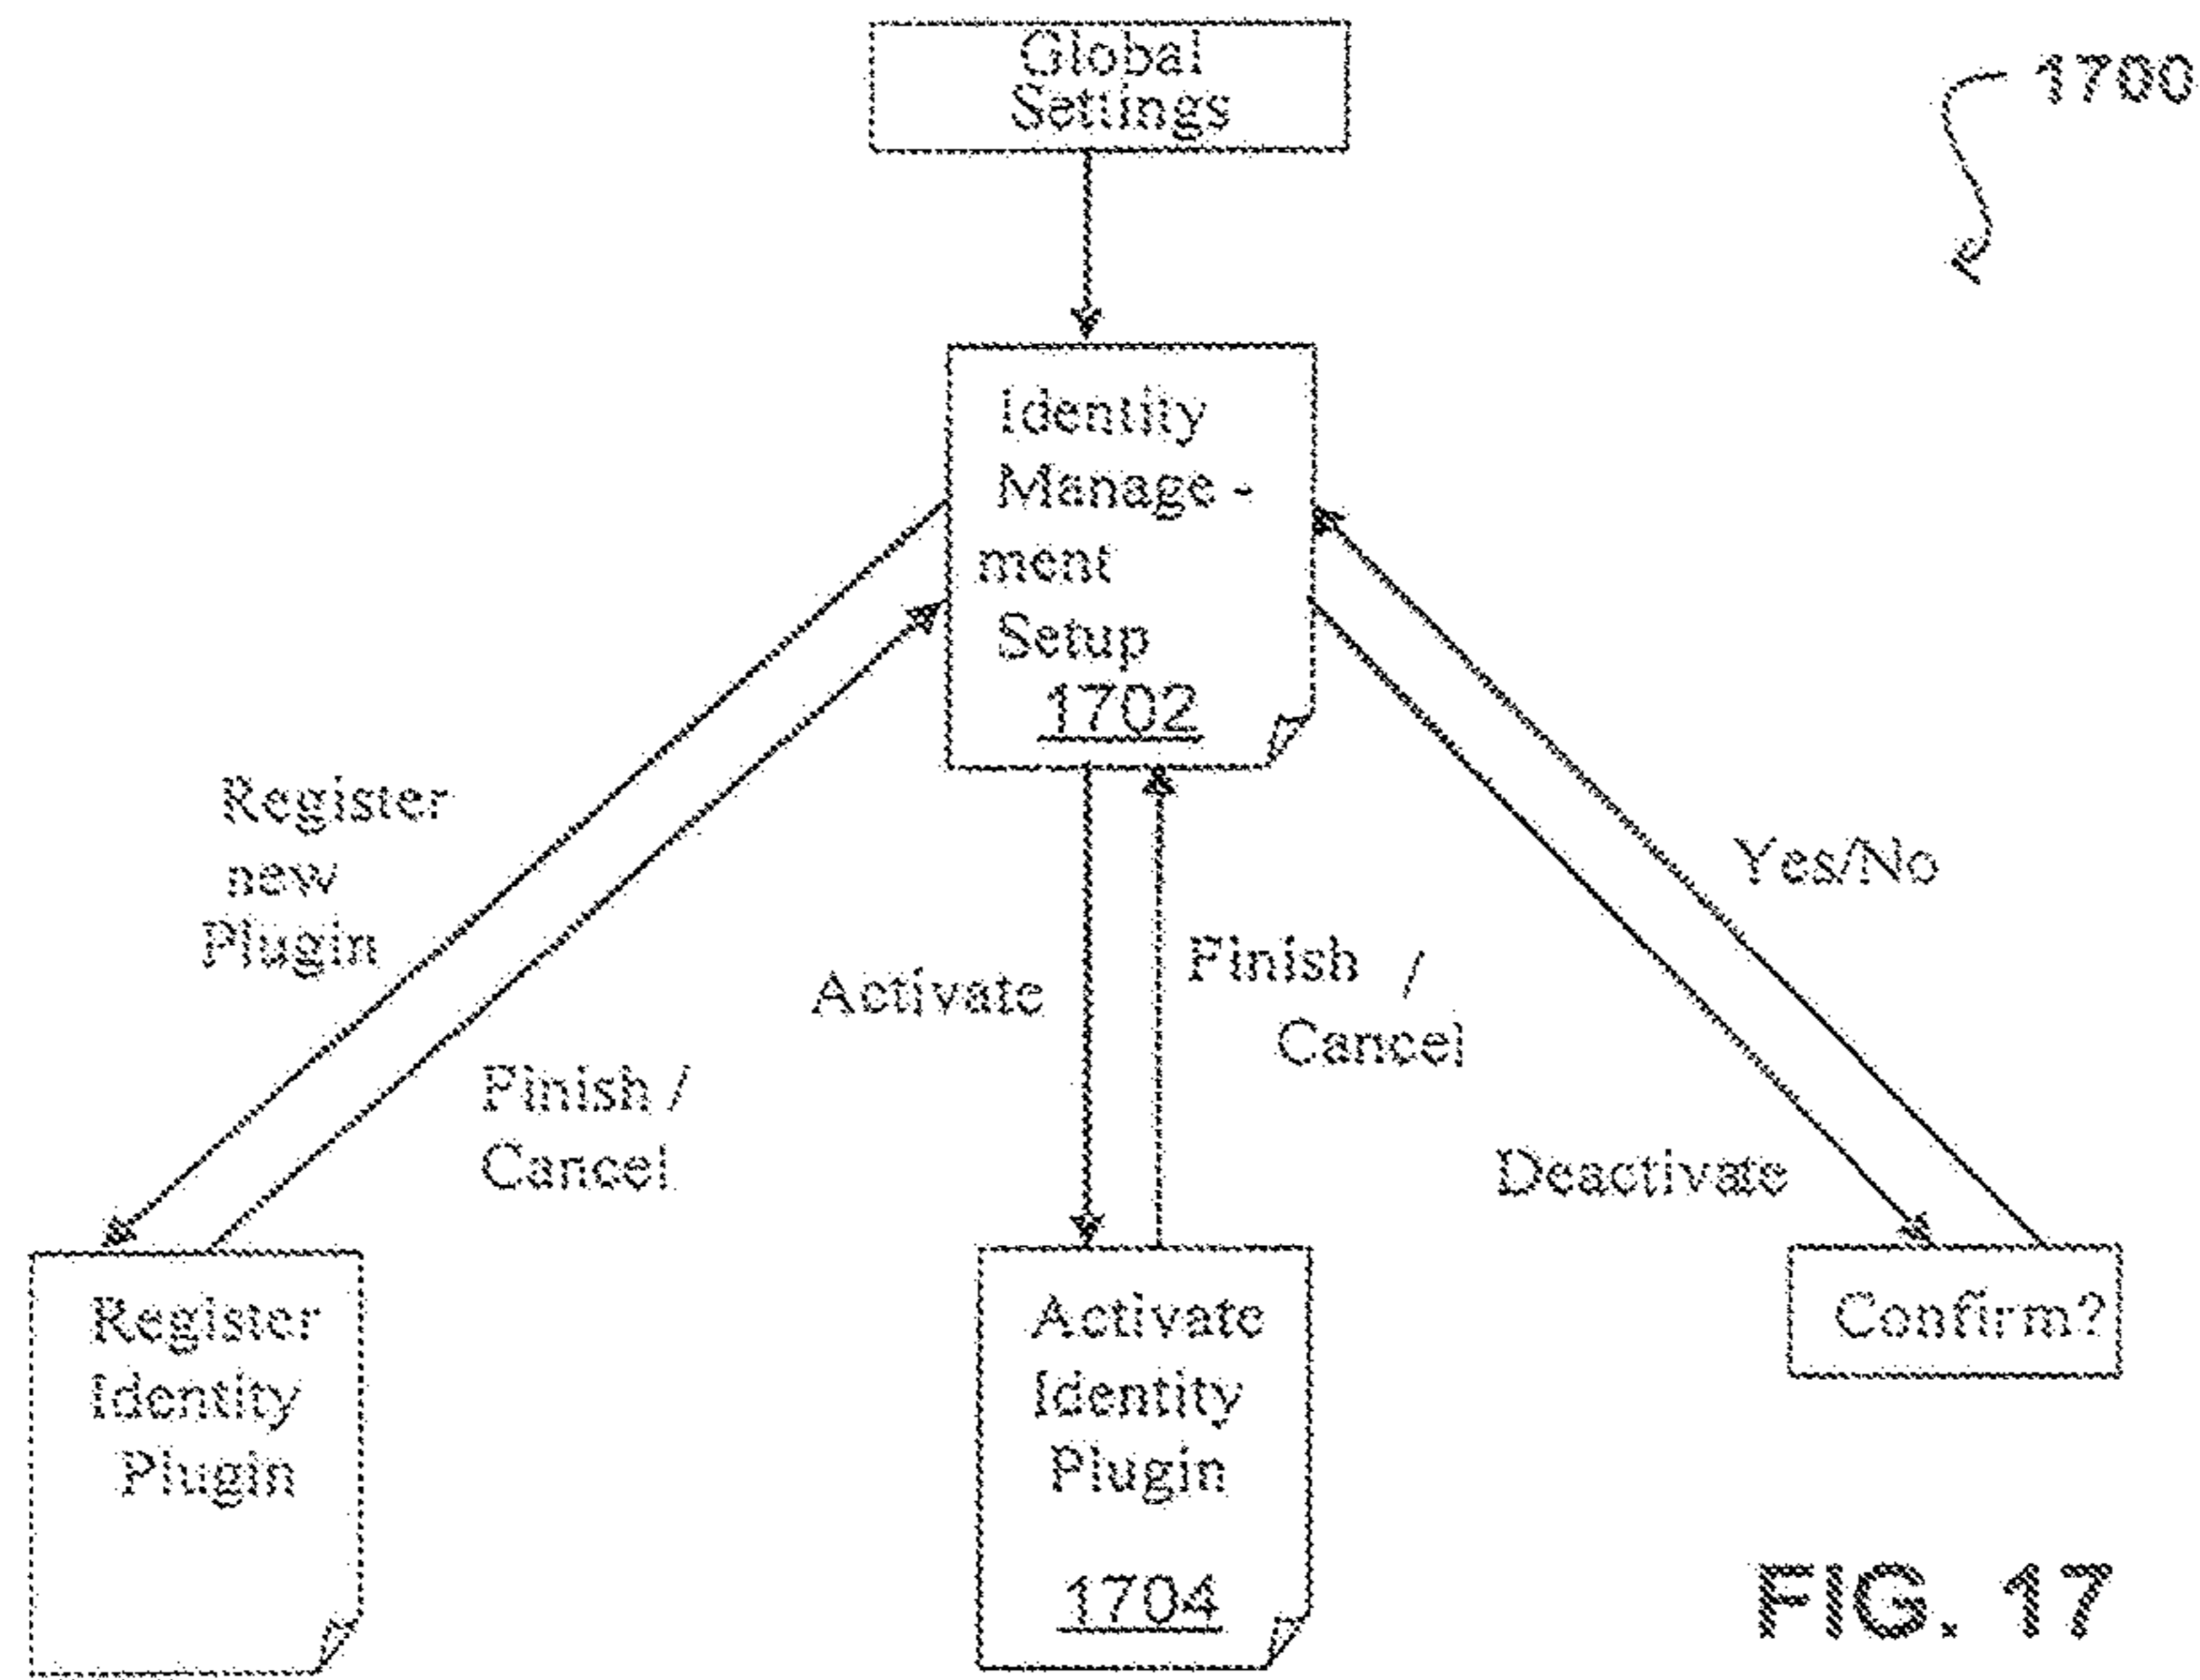 Global
Settings
1700
Identity
Manage -
ment
Setup
1702
Register
new
Plugin
Finish /
Cancel
Activate
Finish /
Cancel
Yes/No
Deactivate
Register
Identity
Plugin
Activate
Identity
Plugin
1704
Confirm?
FIG. 17